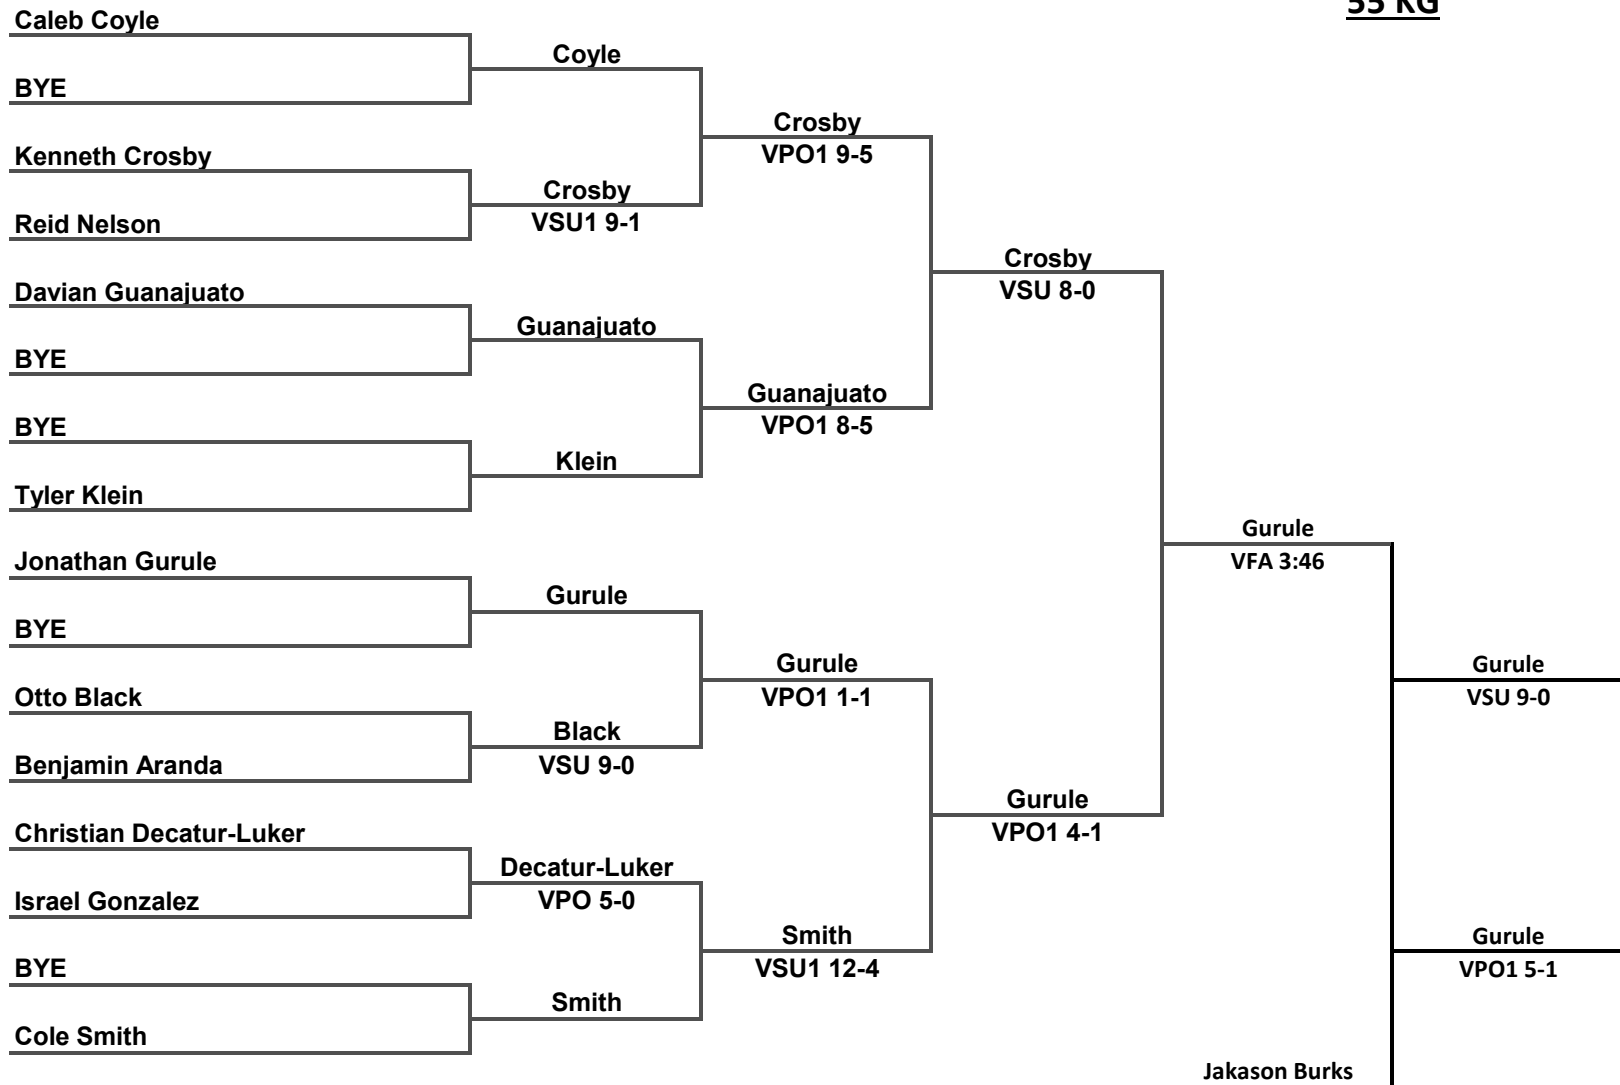 55 KG
Caleb Coyle
BYE
Kenneth Crosby
Reid Nelson
Davian Guanajuato
BYE
BYE
Tyler Klein
Jonathan Gurule
BYE
Otto Black
Benjamin Aranda
Christian Decatur-Luker
Israel Gonzalez
BYE
Cole Smith
Coyle
Crosby
VSU1 9-1
Guanajuato
Klein
Gurule
Black
VSU 9-0
Decatur-Luker
VPO 5-0
Smith
Crosby
VPO1 9-5
Guanajuato
VPO1 8-5
Gurule
VPO1 1-1
Smith
VSU1 12-4
Crosby
VSU 8-0
Gurule
VPO1 4-1
Gurule
VFA 3:46
Jakason Burks
Gurule
VSU 9-0
Gurule
VPO1 5-1